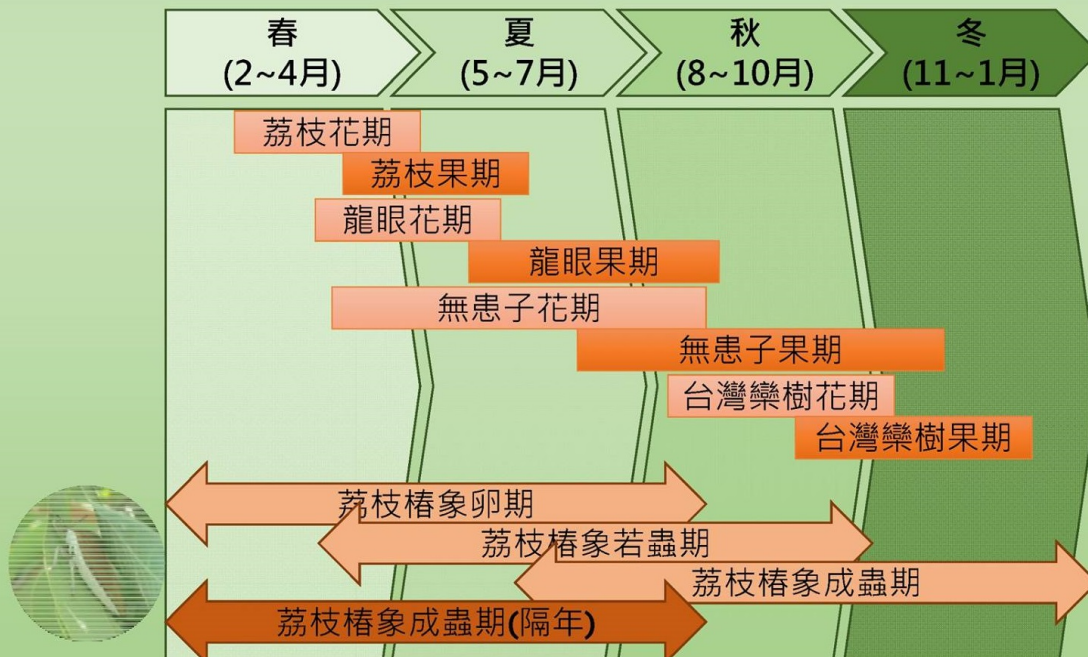 春
(2~4月)
夏
(5~7月)
秋
(8~10月)
冬
(11~1月)
荔枝花期
荔枝果期
龍眼花期
龍眼果期
無患子花期
無患子果期
台灣欒樹花期
台灣欒樹果期
荔枝椿象卵期
荔枝椿象若蟲期
荔枝椿象成蟲期
荔枝椿象成蟲期(隔年)